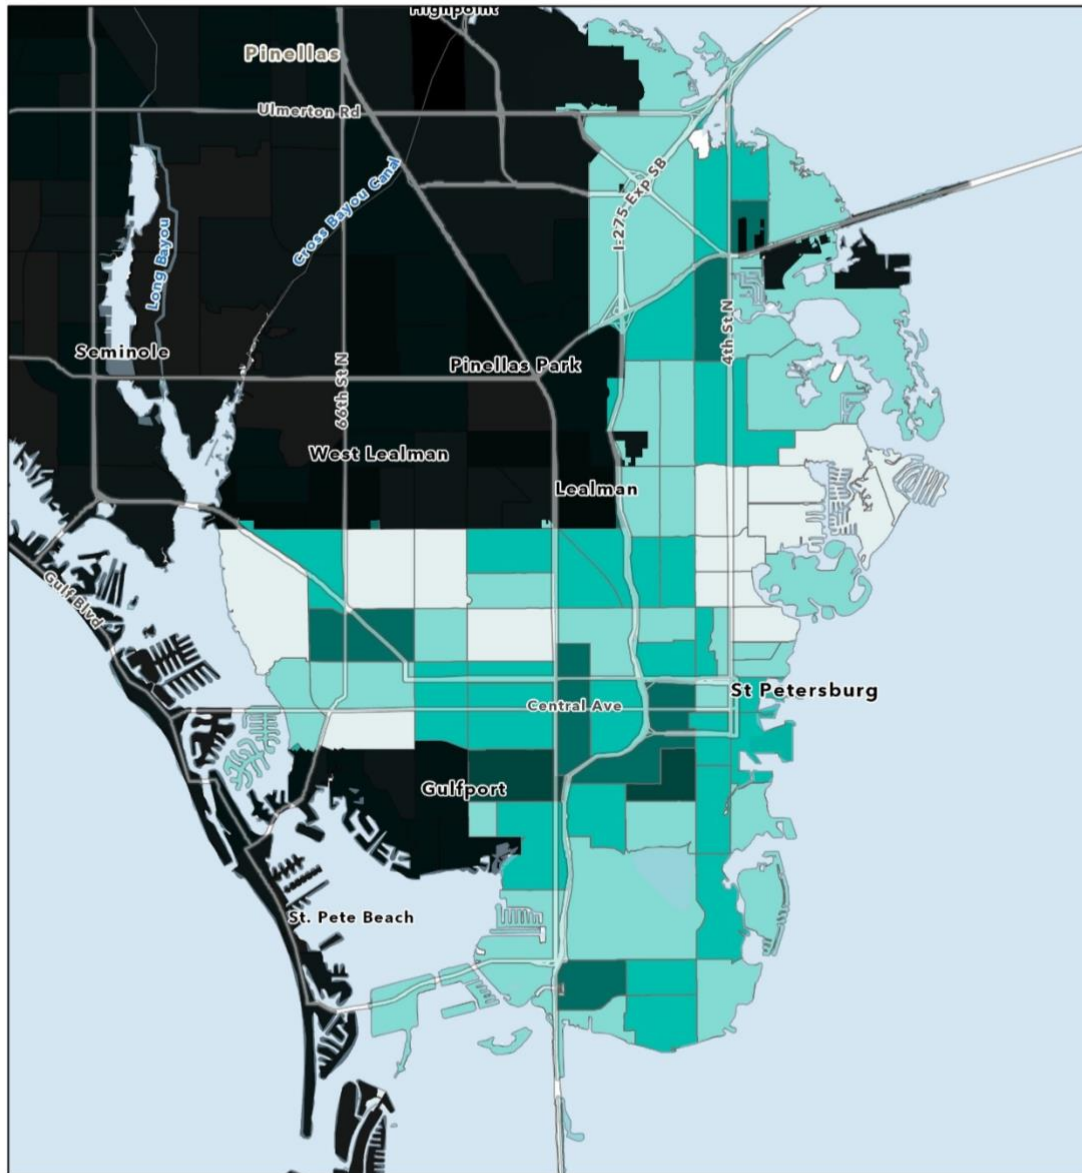 Highpoint
Pinellas
Ulmerton Rd
Cross Bayou Canal
I-275-Exp SB
Long Bayou
4th St N
Seminole
Pinellas Park
66th St N
West Lealman
Lealman
Gulf Blvd
St Petersburg
Central Ave
Gulfport
St. Pete Beach